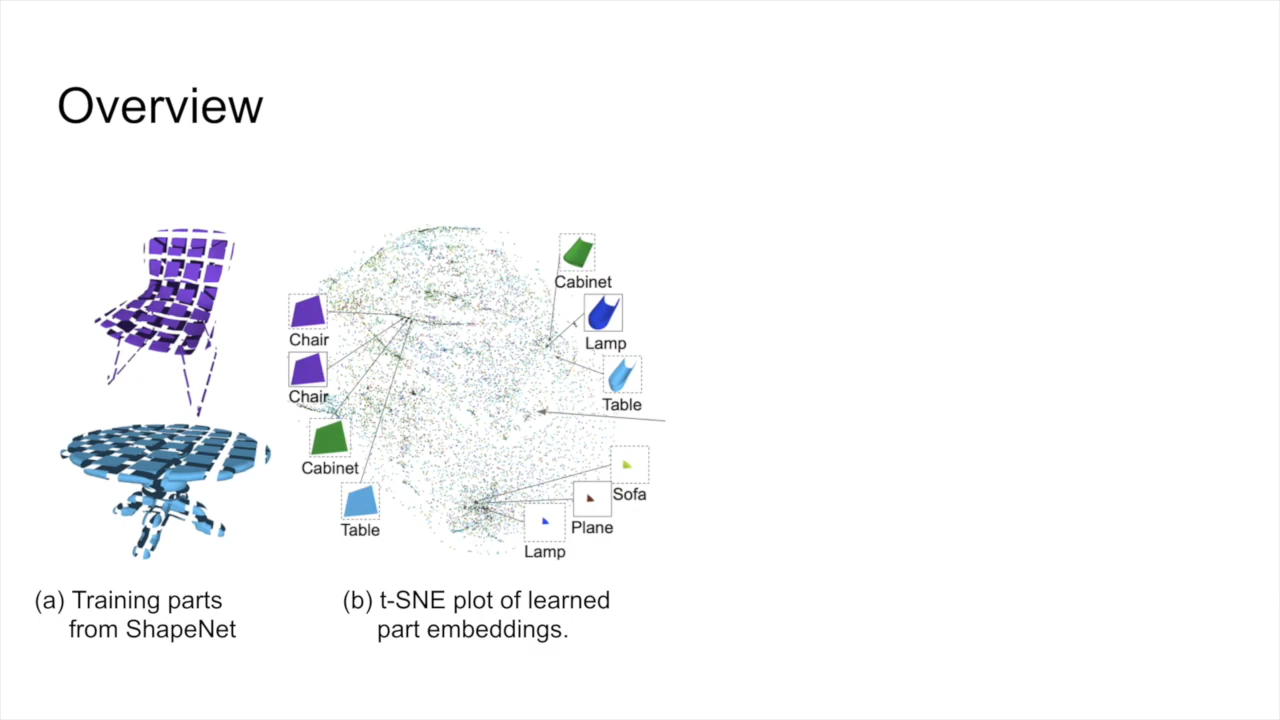 Overview
Chair
Chair
Cabinet
Table
Cabinet
Lamp
Table
Sofa
Plane
Lamp
(a) Training parts
from ShapeNet
(b) t-SNE plot of learned
part embeddings.